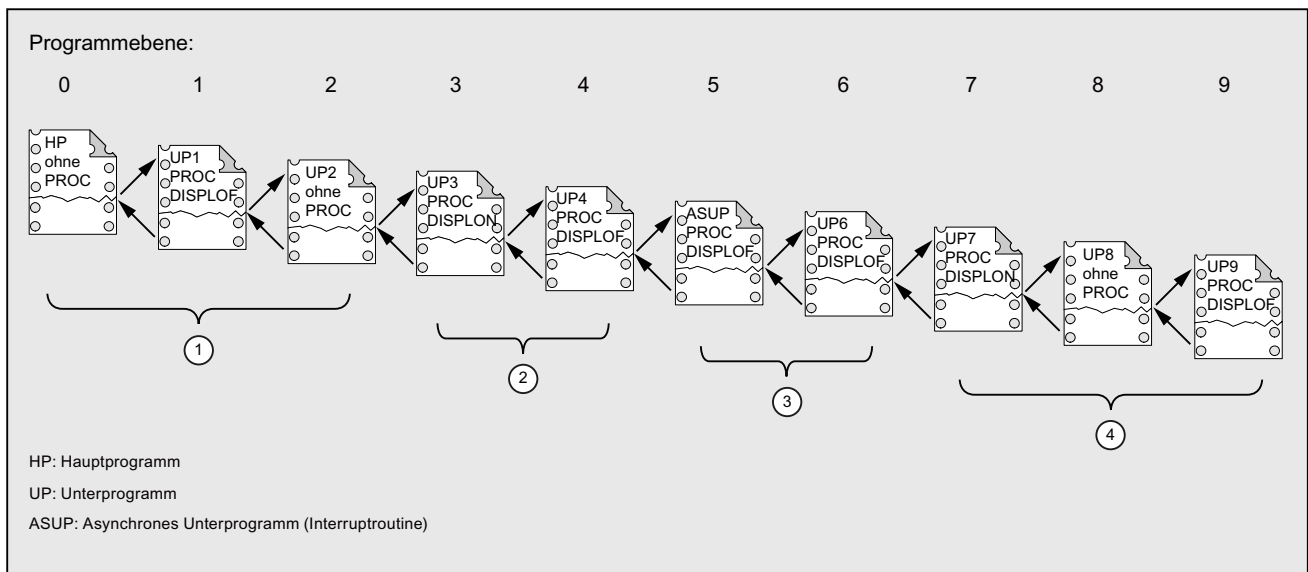 Programmebene:
0 1 2 3 4 5 6 7 8 9
HP
ohne
PROC
UP1
PROC
DISPLOF
UP2
ohne
PROC
UP3
PROC
DISPLON
UP4
PROC
DISPLOF
ASUP
PROC
DISPLOF
UP6
PROC
DISPLOF
UP7
PROC
DISPLON
UP8
ohne
PROC
UP9
PROC
DISPLOF
1
2
3
4
HP: Hauptprogramm
UP: Unterprogramm
ASUP: Asynchrones Unterprogramm (Interruptroutine)